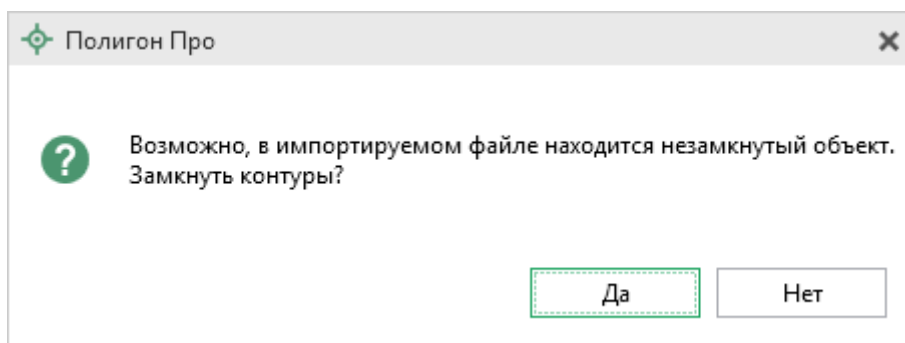 Полигон Про
Возможно, в импортируемом файле находится незамкнутый объект.
Замкнуть контуры?
Да
Нет